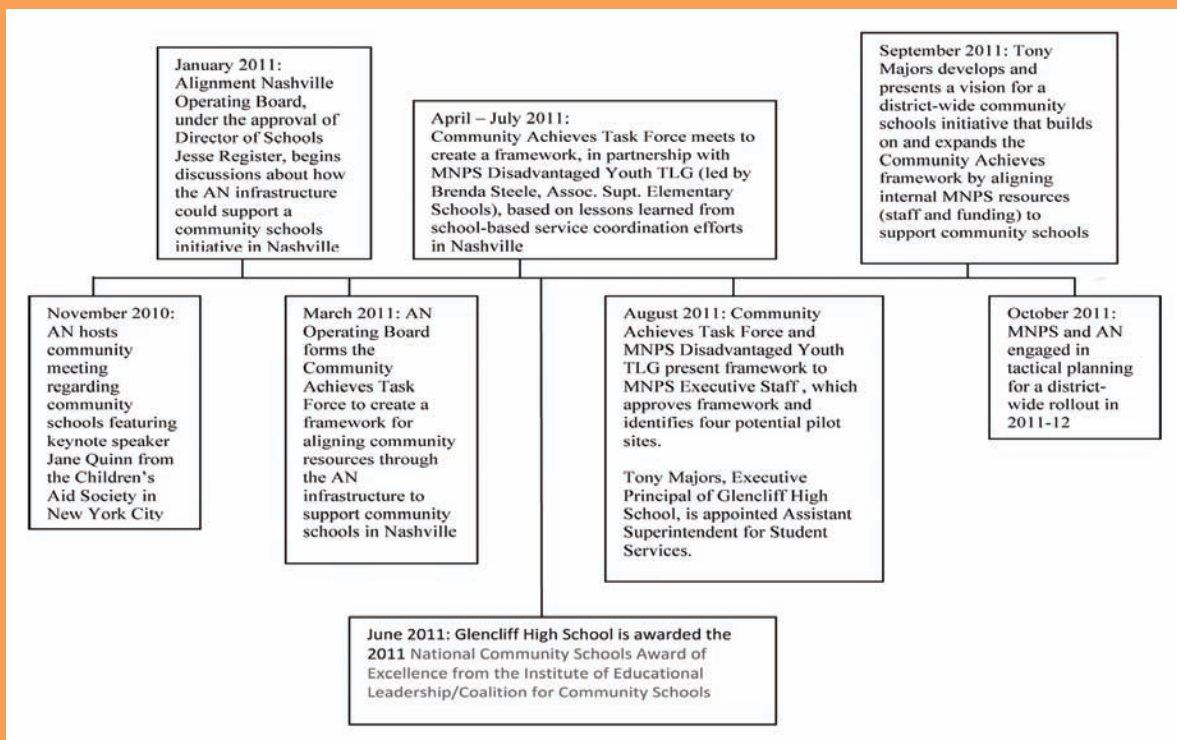 January 2011:
Alignment Nashville
Operating Board,
under the approval of
Director of Schools
Jesse Register, begins
discussions about how
the AN infrastructure
could support a
community schools
initiative in Nashville
April – July 2011:
Community Achieves Task Force meets to
create a framework, in partnership with
MNPS Disadvantaged Youth TLG (led by
Brenda Steele, Assoc. Supt. Elementary
Schools), based on lessons learned from
school-based service coordination efforts
in Nashville
September 2011: Tony
Majors develops and
presents a vision for a
district-wide community
schools initiative that builds
on and expands the
Community Achieves
framework by aligning
internal MNPS resources
(staff and funding) to
support community schools
November 2010:
AN hosts
community
meeting
regarding
community
schools featuring
keynote speaker
Jane Quinn from
the Children's
Aid Society in
New York City
March 2011: AN
Operating Board
forms the
Community
Achieves Task
Force to create a
framework for
aligning community
resources through
the AN
infrastructure to
support community
schools in Nashville
August 2011: Community
Achieves Task Force and
MNPS Disadvantaged Youth
TLG present framework to
MNPS Executive Staff , which
approves framework and
identifies four potential pilot
sites.
Tony Majors, Executive
Principal of Glencliff High
School, is appointed Assistant
Superintendent for Student
Services.
October 2011:
MNPS and AN
engaged in
tactical planning
for a district-
wide rollout in
2011-12
June 2011: Glencliff High School is awarded the
2011 National Community Schools Award of
Excellence from the Institute of Educational
Leadership/Coalition for Community Schools